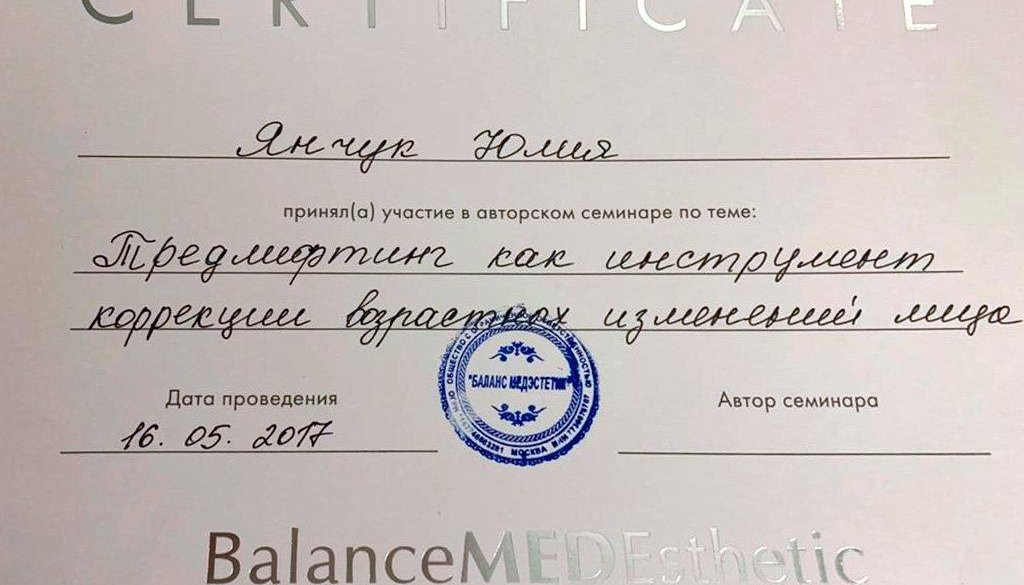 CERTIFICATE
Янчук Юлия
принял(а) участие в авторском семинаре по теме:
Тредлифтинг как инструмент
коррекции возрастных изменений лица
Дата проведения
Автор семинара
16. 05. 2017
"БАЛАНС МЕДЭСТЕТИК"
МОСКВА
BalanceMEDEsthetic